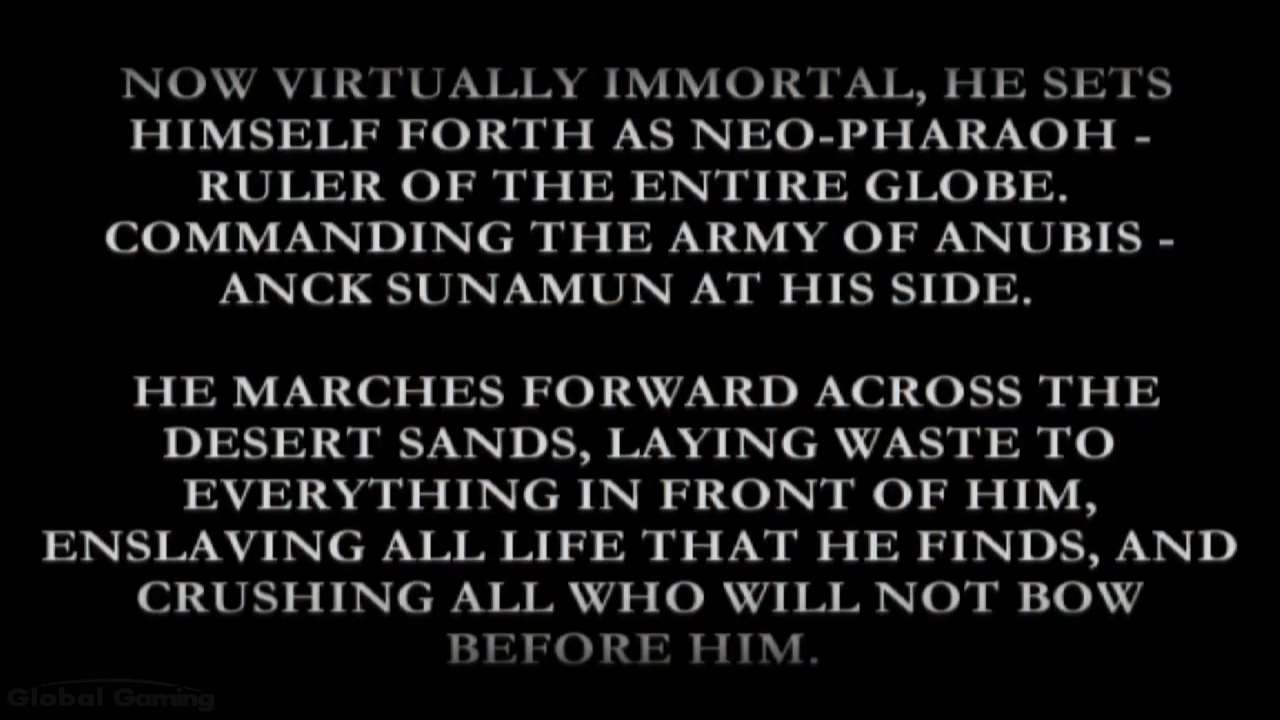 NOW VIRTUALLY IMMORTAL, HE SETS
HIMSELF FORTH AS NEO-PHARAOH -
RULER OF THE ENTIRE GLOBE.
COMMANDING THE ARMY OF ANUBIS -
ANCK SUNAMUN AT HIS SIDE.
HE MARCHES FORWARD ACROSS THE
DESERT SANDS, LAYING WASTE TO
EVERYTHING IN FRONT OF HIM,
ENSLAVING ALL LIFE THAT HE FINDS, AND
CRUSHING ALL WHO WILL NOT BOW
BEFORE HIM.
Global Gaming